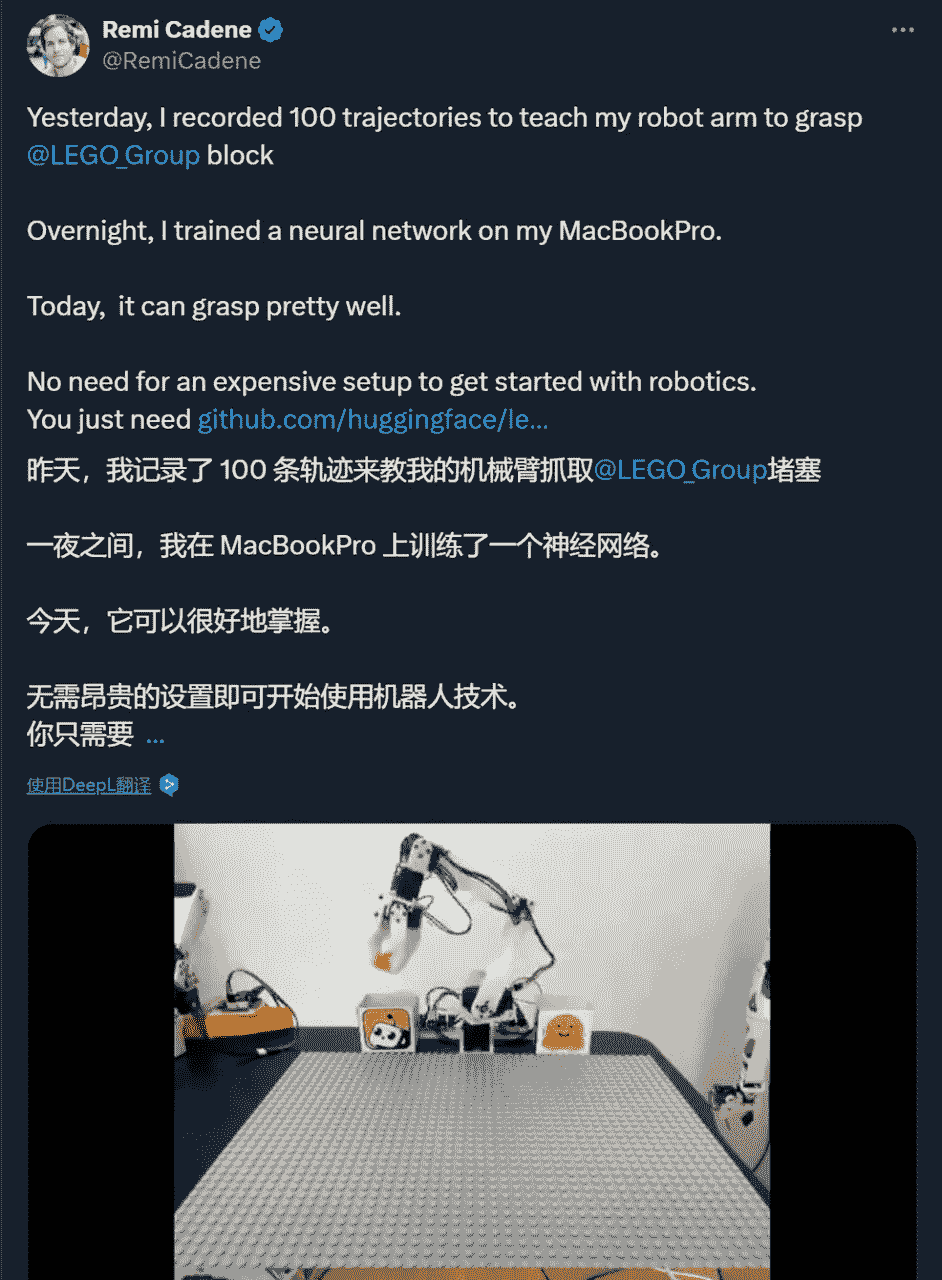 Remi Cadene
@RemiCadene
Yesterday, I recorded 100 trajectories to teach my robot arm to grasp
@LEGO_Group block
Overnight, I trained a neural network on my MacBookPro.
Today,  it can grasp pretty well.
No need for an expensive setup to get started with robotics.
You just need github.com/huggingface/le...
昨天，我记录了 100 条轨迹来教我的机械臂抓取@LEGO_Group堵塞
一夜之间，我在 MacBookPro 上训练了一个神经网络。
今天，它可以很好地掌握。
无需昂贵的设置即可开始使用机器人技术。
你只需要 ...
使用DeepL翻译